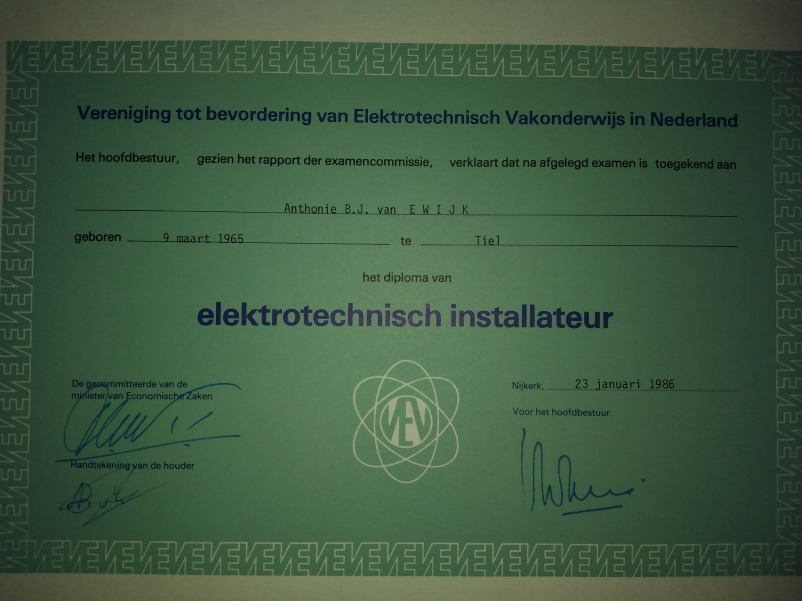 Vereniging tot bevordering van Elektrotechnisch Vakonderwijs in Nederland
Het hoofdbestuur, gezien het rapport der examencommissie, verklaart dat na afgelegd examen is toegekend aan
Anthonie B.J. van E W I J K
geboren 9 maart 1965 te Tiel
het diploma van
elektrotechnisch installateur
De gecommitteerde van de
minister van Economische Zaken
Nijkerk, 23 januari 1986
Voor het hoofdbestuur
VEV
Handtekening van de houder